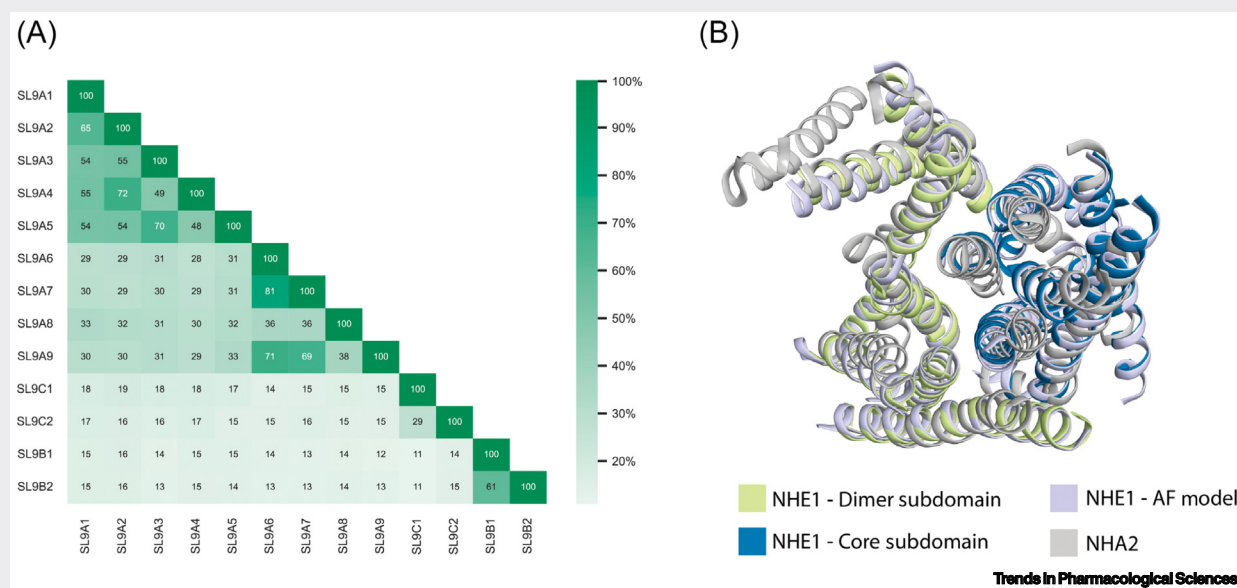 (A)
(B)
100%
90%
80%
70%
60%
50%
40%
30%
20%
SL9A1 100
SL9A2 65 100
SL9A3 54 55 100
SL9A4 55 72 49 100
SL9A5 54 54 70 48 100
SL9A6 29 29 31 28 31 100
SL9A7 30 29 30 29 31 81 100
SL9A8 33 32 31 30 32 36 36 100
SL9A9 30 30 31 29 33 71 69 38 100
SL9C1 18 19 18 18 17 14 15 15 15 100
SL9C2 17 16 16 17 15 15 16 15 15 29 100
SL9B1 15 16 14 15 15 14 13 14 12 11 14 100
SL9B2 15 16 13 15 14 13 13 14 13 11 15 61 100
SL9A1 SL9A2 SL9A3 SL9A4 SL9A5 SL9A6 SL9A7 SL9A8 SL9A9 SL9C1 SL9C2 SL9B1 SL9B2
NHE1 - Dimer subdomain
NHE1 - AF model
NHE1 - Core subdomain
NHA2
Trends in Pharmacological Sciences